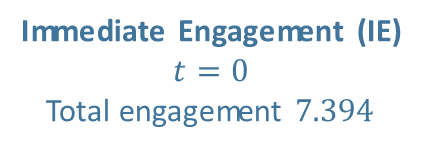 Immediate Engagement (IE)
t = 0
Total engagement 7.394